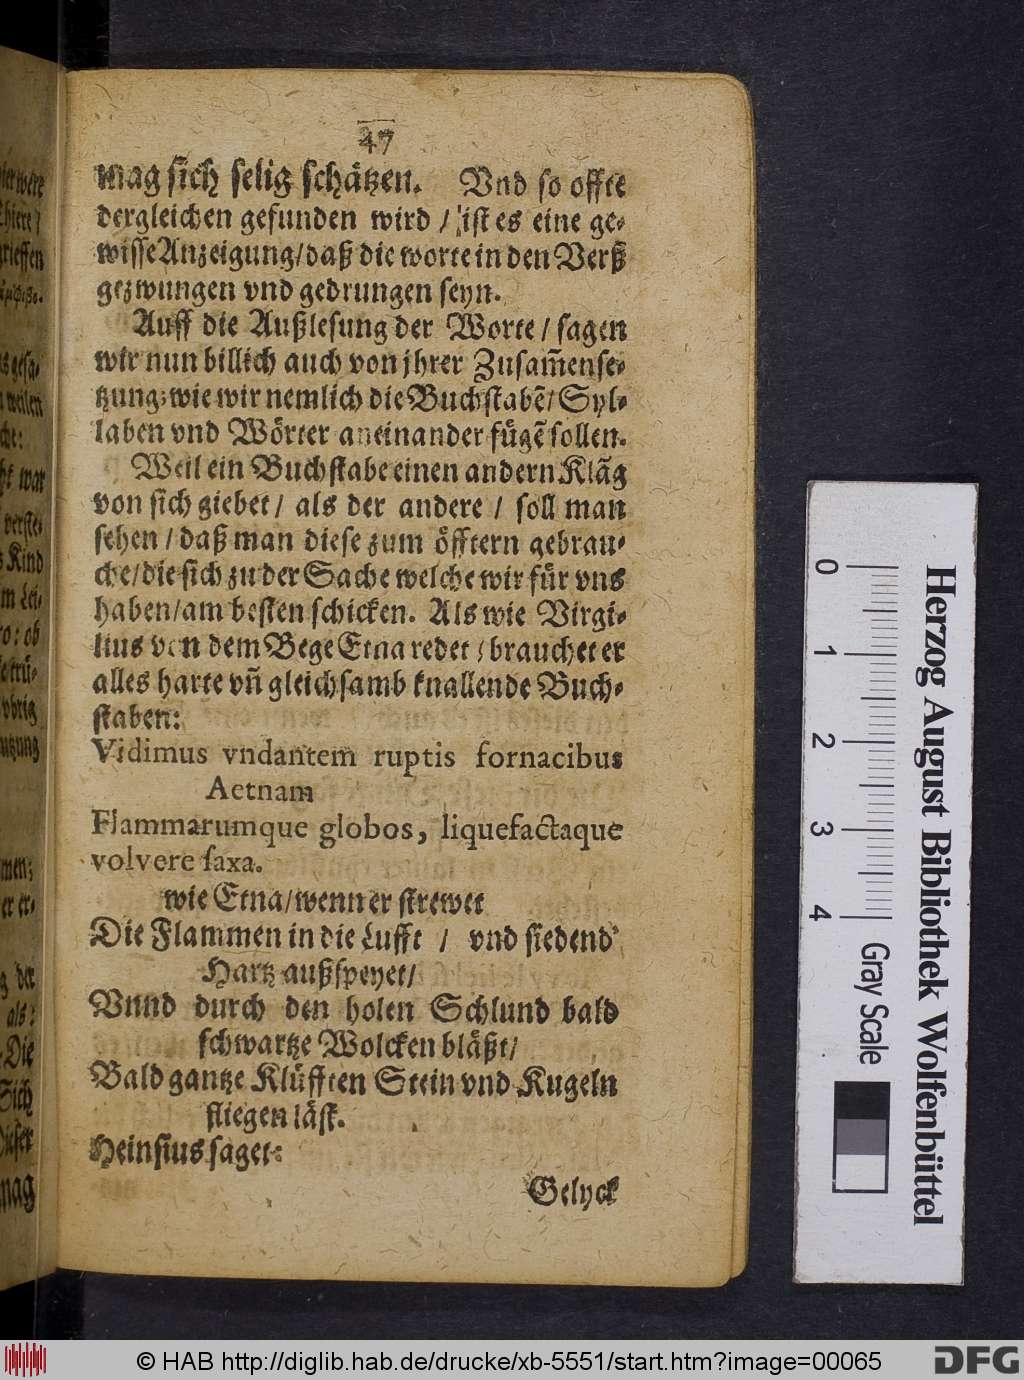 47
mag sich selig schätzen. Vnd so offte
dergleichen gefunden wird / ist es eine ge-
wisse Anzeigung/daß die worte in den Verß
gezwungen vnd gedrungen seyn.
Auff die Außlesung der Worte / sagen
wir nun billich auch von jhrer Zusam̃ense-
tzung; wie wir nemlich die Buchstabẽ/ Syl-
laben vnd Wörter aneinander fügẽ sollen.
Weil ein Buchstabe einen andern Klãg
von sich giebet / als der andere / soll man
sehen / daß man diese zum öfftern gebrau-
che/die sich zu der Sache welche wir für vns
haben/am besten schicken. Als wie Virgi-
lius von dem Bege Etna redet / brauchet er
alles harte vñ gleichsamb knallende Buch-
staben:
Vidimus vndantem ruptis fornacibus
Aetnam
Flammarumque globos, liquefactaque
volvere saxa.
wie Etna/wenn er strewet
Die Flammen in die Lufft / vnd siedend
Hartz außspeyet/
Vnnd durch den holen Schlund bald
schwartze Wolcken bläßt/
Bald gantze Klüfften Stein vnd Kugeln
fliegen läst.
Heinsius saget:
Gelyck
0 1 2 3 4
Gray Scale
Herzog August Bibliothek Wolfenbüttel
© HAB http://diglib.hab.de/drucke/xb-5551/start.htm?image=00065
DFG